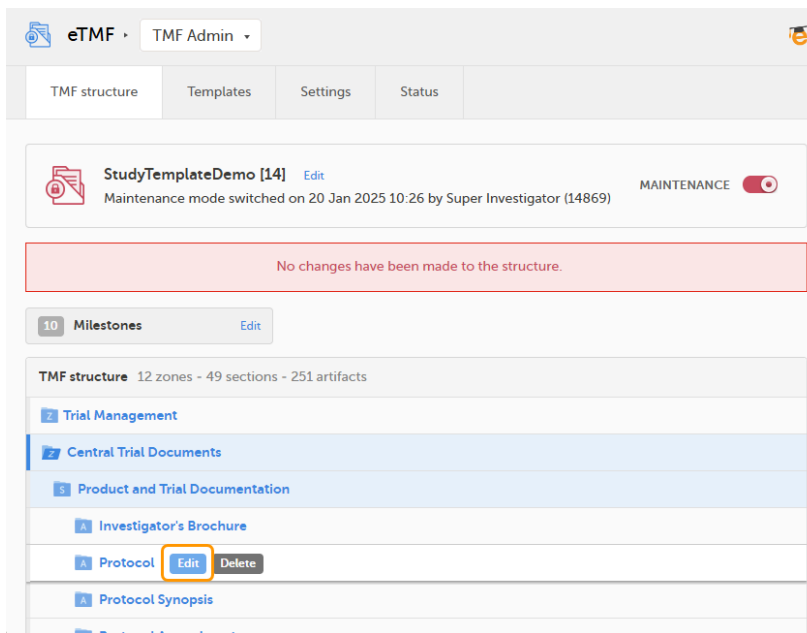 eTMF TMF Admin
TMF structure Templates Settings Status
StudyTemplateDemo [14] Edit
Maintenance mode switched on 20 Jan 2025 10:26 by Super Investigator (14869)
MAINTENANCE
No changes have been made to the structure.
10 Milestones Edit
TMF structure 12 zones - 49 sections - 251 artifacts
Z Trial Management
Z Central Trial Documents
S Product and Trial Documentation
A Investigator's Brochure
A Protocol Edit Delete
A Protocol Synopsis